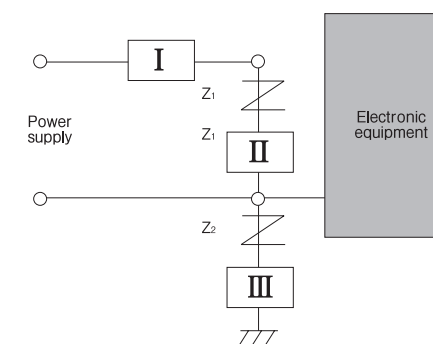 I
Z1
Power
supply
Z1
II
Electronic
equipment
Z2
III